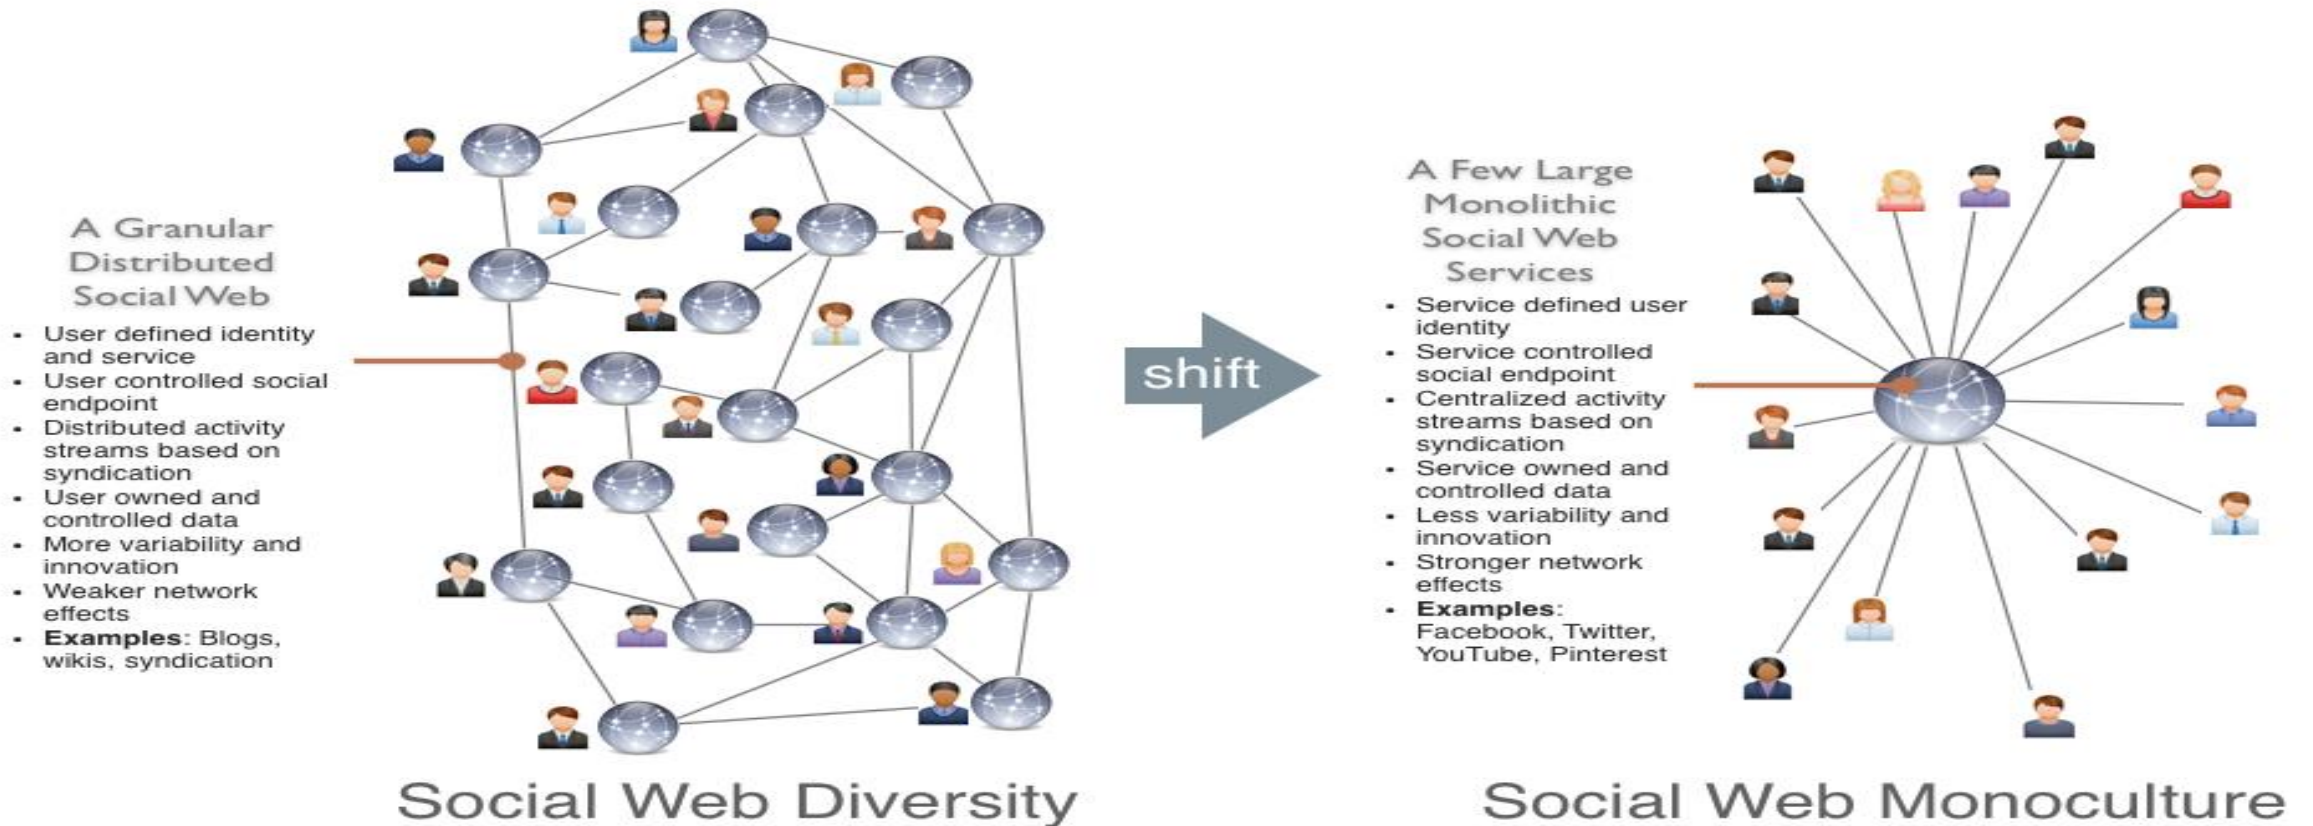 A Granular
Distributed
Social Web
• User defined identity
and service
• User controlled social
endpoint
• Distributed activity
streams based on
syndication
• User owned and
controlled data
• More variability and
innovation
• Weaker network
effects
• Examples: Blogs,
wikis, syndication
Social Web Diversity
shift
A Few Large
Monolithic
Social Web
Services
• Service defined user
identity
• Service controlled
social endpoint
• Centralized activity
streams based on
syndication
• Service owned and
controlled data
• Less variability and
innovation
• Stronger network
effects
• Examples:
Facebook, Twitter,
YouTube, Pinterest
Social Web Monoculture